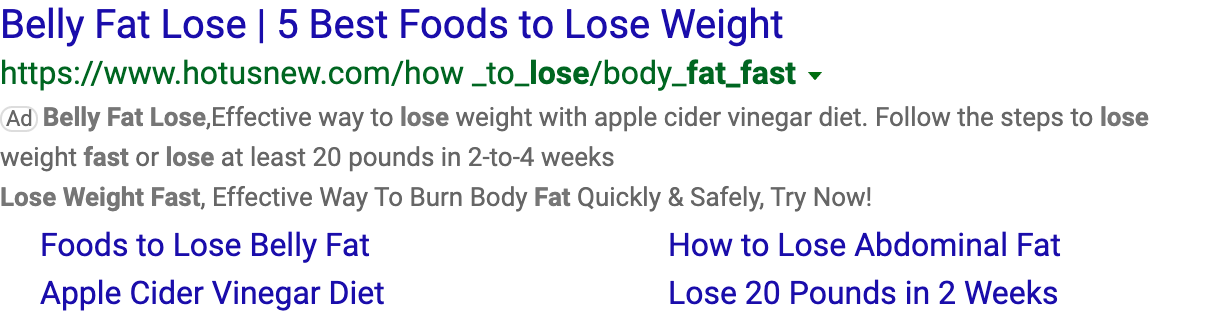 Belly Fat Lose | 5 Best Foods to Lose Weight
https://www.hotusnew.com/how _to_lose/body_fat_fast
Ad Belly Fat Lose,Effective way to lose weight with apple cider vinegar diet. Follow the steps to lose
weight fast or lose at least 20 pounds in 2-to-4 weeks
Lose Weight Fast, Effective Way To Burn Body Fat Quickly & Safely, Try Now!
Foods to Lose Belly Fat How to Lose Abdominal Fat
Apple Cider Vinegar Diet Lose 20 Pounds in 2 Weeks